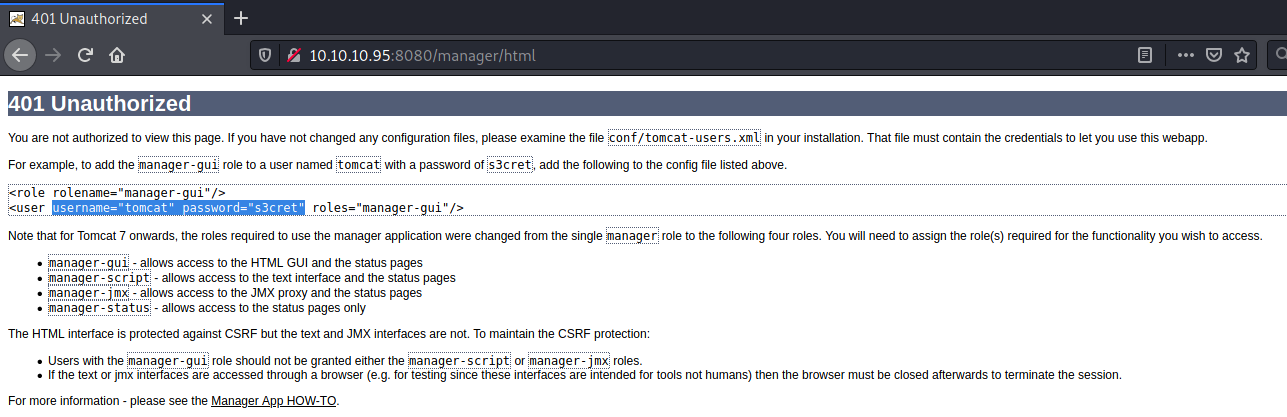 401 Unauthorized
10.10.10.95:8080/manager/html
401 Unauthorized
You are not authorized to view this page. If you have not changed any configuration files, please examine the file conf/tomcat-users.xml in your installation. That file must contain the credentials to let you use this webapp.
For example, to add the manager-gui role to a user named tomcat with a password of s3cret, add the following to the config file listed above.
<role rolename="manager-gui"/>
<user username="tomcat" password="s3cret" roles="manager-gui"/>
Note that for Tomcat 7 onwards, the roles required to use the manager application were changed from the single manager role to the following four roles. You will need to assign the role(s) required for the functionality you wish to access.
• manager-gui - allows access to the HTML GUI and the status pages
• manager-script - allows access to the text interface and the status pages
• manager-jmx - allows access to the JMX proxy and the status pages
• manager-status - allows access to the status pages only
The HTML interface is protected against CSRF but the text and JMX interfaces are not. To maintain the CSRF protection:
• Users with the manager-gui role should not be granted either the manager-script or manager-jmx roles.
• If the text or jmx interfaces are accessed through a browser (e.g. for testing since these interfaces are intended for tools not humans) then the browser must be closed afterwards to terminate the session.
For more information - please see the Manager App HOW-TO.